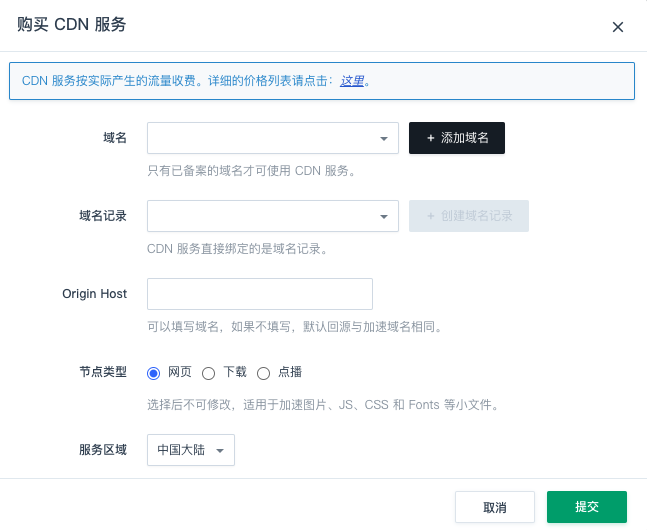 购买 CDN 服务
CDN 服务按实际产生的流量收费。详细的价格列表请点击：这里。
域名
+ 添加域名
只有已备案的域名才可使用 CDN 服务。
域名记录
+ 创建域名记录
CDN 服务直接绑定的是域名记录。
Origin Host
可以填写域名，如果不填写，默认回源与加速域名相同。
节点类型 网页 下载 点播
选择后不可修改，适用于加速图片、JS、CSS 和 Fonts 等小文件。
服务区域 中国大陆
取消 提交